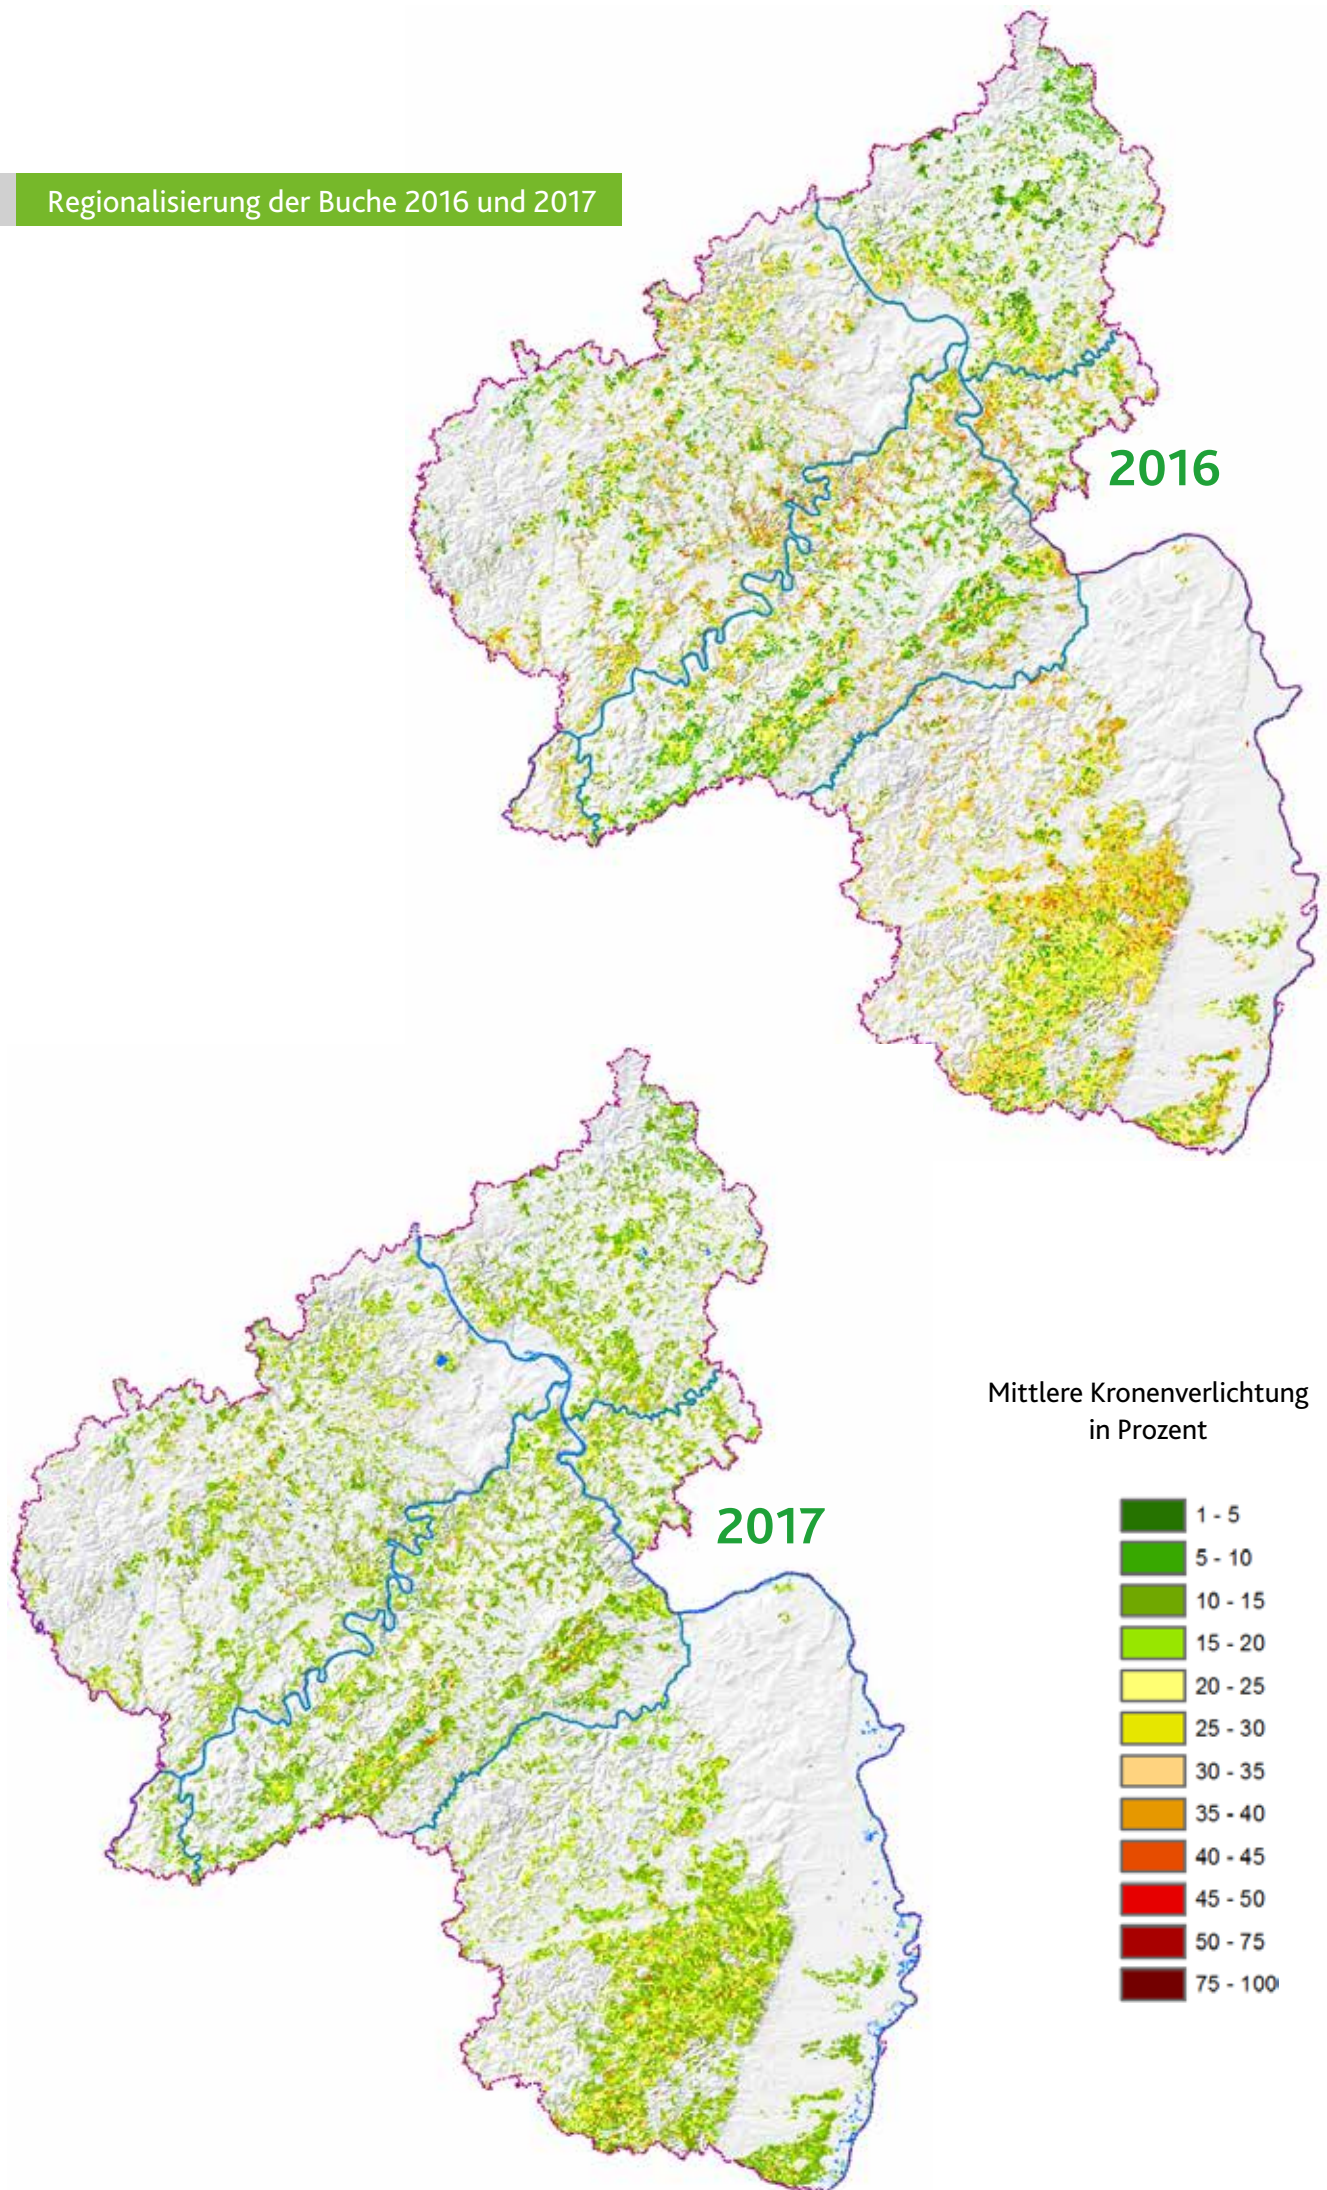 Regionalisierung der Buche 2016 und 2017
2016
2017
Mittlere Kronenverlichtung
in Prozent
1 - 5
5 - 10
10 - 15
15 - 20
20 - 25
25 - 30
30 - 35
35 - 40
40 - 45
45 - 50
50 - 75
75 - 100